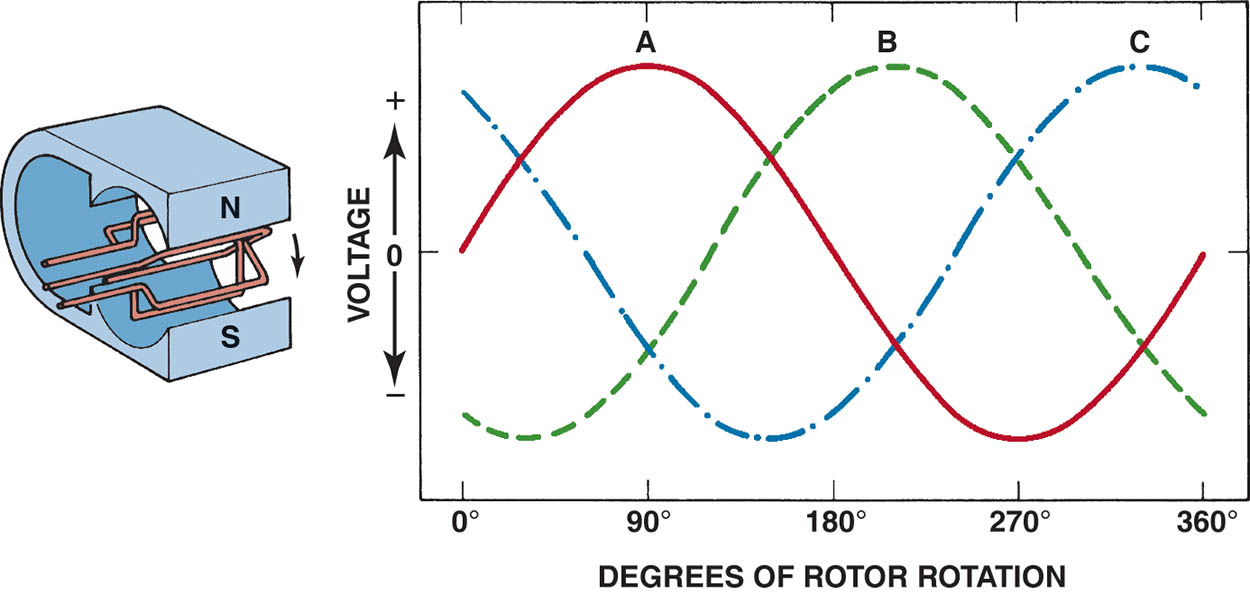 N
S
A
B
C
+
0
−
VOLTAGE
0° 90° 180° 270° 360°
DEGREES OF ROTOR ROTATION